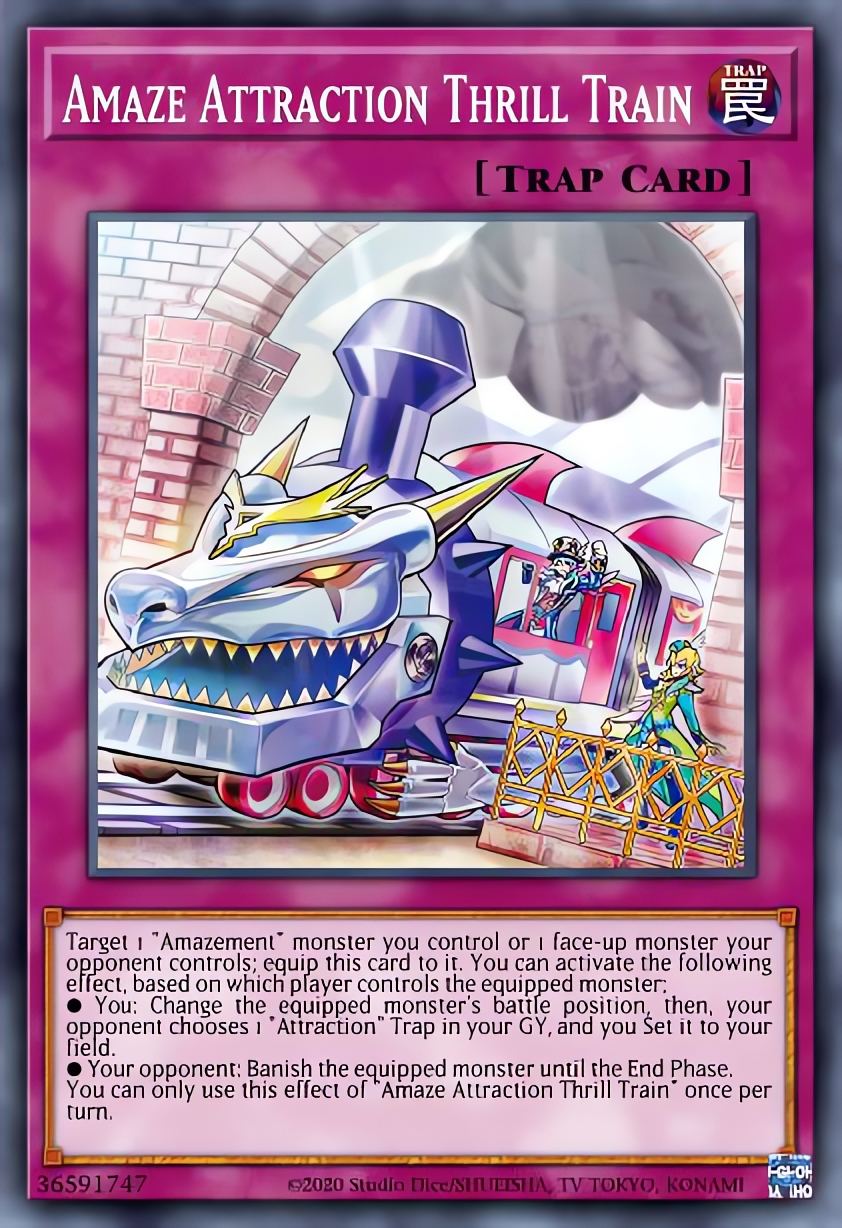 Amaze Attraction Thrill Train
TRAP
罠
[Trap Card]
Target 1 "Amazement" monster you control or 1 face-up monster your
opponent controls; equip this card to it. You can activate the following
effect, based on which player controls the equipped monster;
● You: Change the equipped monster's battle position, then, your
opponent chooses 1 "Attraction" Trap in your GY, and you Set it to your
field.
● Your opponent: Banish the equipped monster until the End Phase.
You can only use this effect of "Amaze Attraction Thrill Train" once per
turn.
36591747
©2020 Studio Dice/SHUEISHA, TV TOKYO, KONAMI